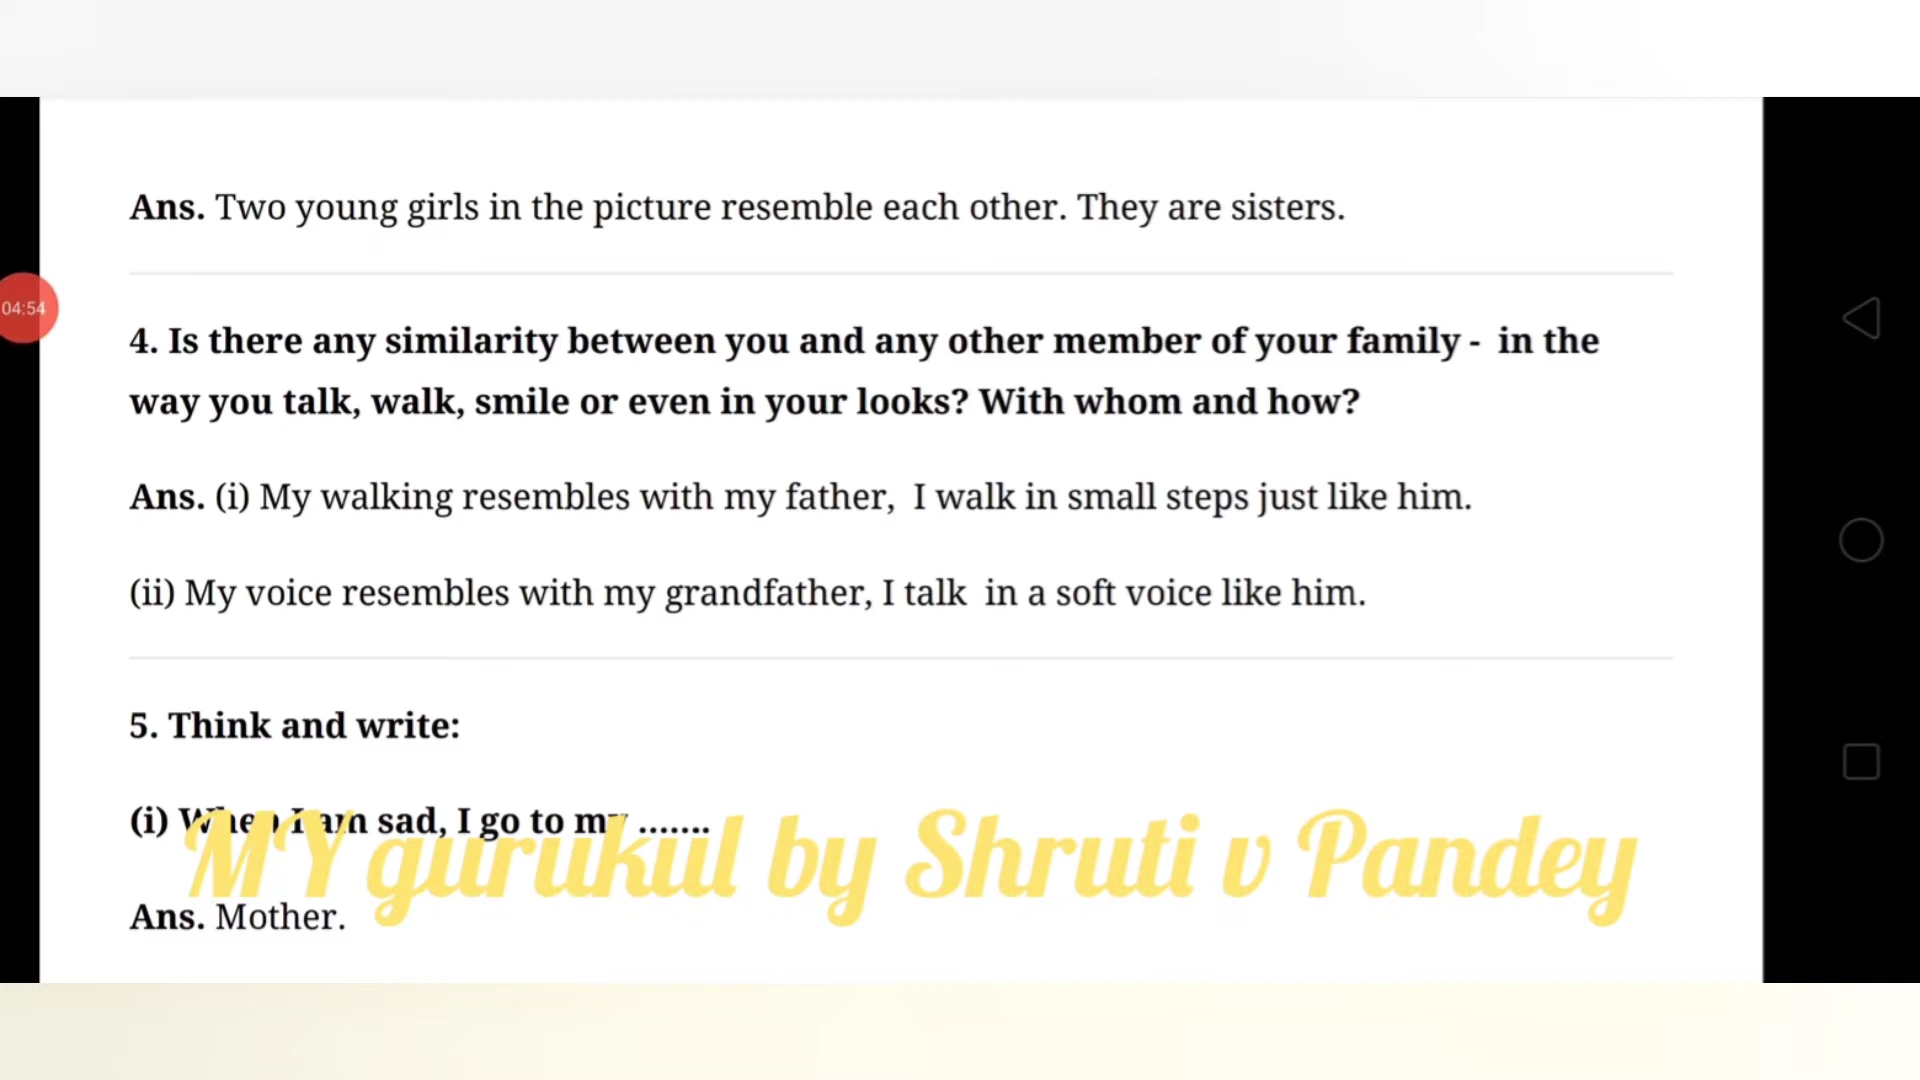 Ans. Two young girls in the picture resemble each other. They are sisters.
04:54
4. Is there any similarity between you and any other member of your family - in the
way you talk, walk, smile or even in your looks? With whom and how?
Ans. (i) My walking resembles with my father, I walk in small steps just like him.
(ii) My voice resembles with my grandfather, I talk in a soft voice like him.
5. Think and write:
(i) When I am sad, I go to my .......
MY gurukul by Shruti v Pandey
Ans. Mother.